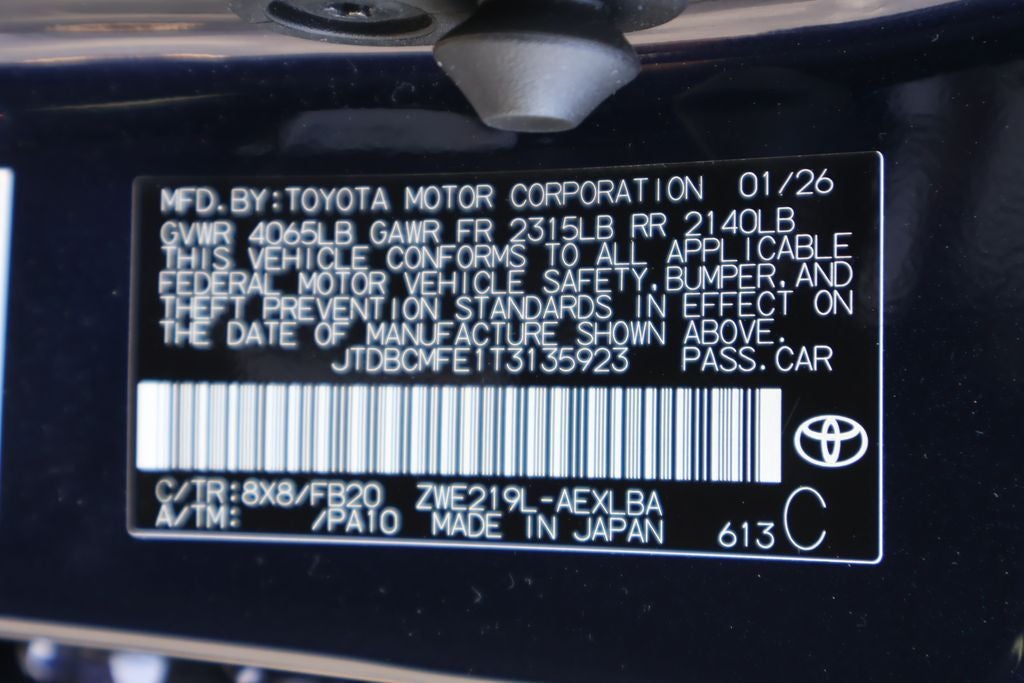 MFD.BY:TOYOTA MOTOR CORPORATION 01/26
GVWR 4065LB GAWR FR 2315LB RR 2140LB
THIS VEHICLE CONFORMS TO ALL APPLICABLE
FEDERAL MOTOR VEHICLE SAFETY,BUMPER,AND
THEFT PREVENTION STANDARDS IN EFFECT ON
THE DATE OF MANUFACTURE SHOWN ABOVE.
JTDBCMFE1T3135923 PASS.CAR
C/TR:8X8/FB20 ZWE219L-AEXLBA
A/TM: /PA10 MADE IN JAPAN 613 C